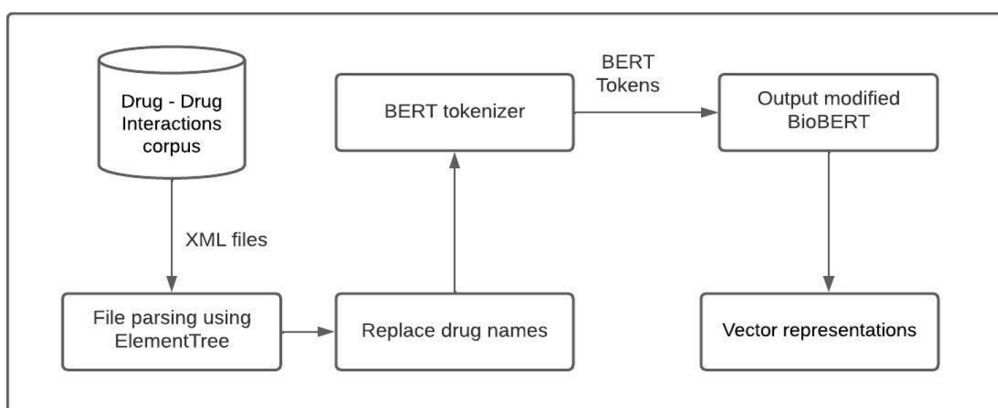 Drug - Drug
Interactions
corpus
XML files
File parsing using
ElementTree
Replace drug names
BERT tokenizer
BERT
Tokens
Output modified
BioBERT
Vector representations